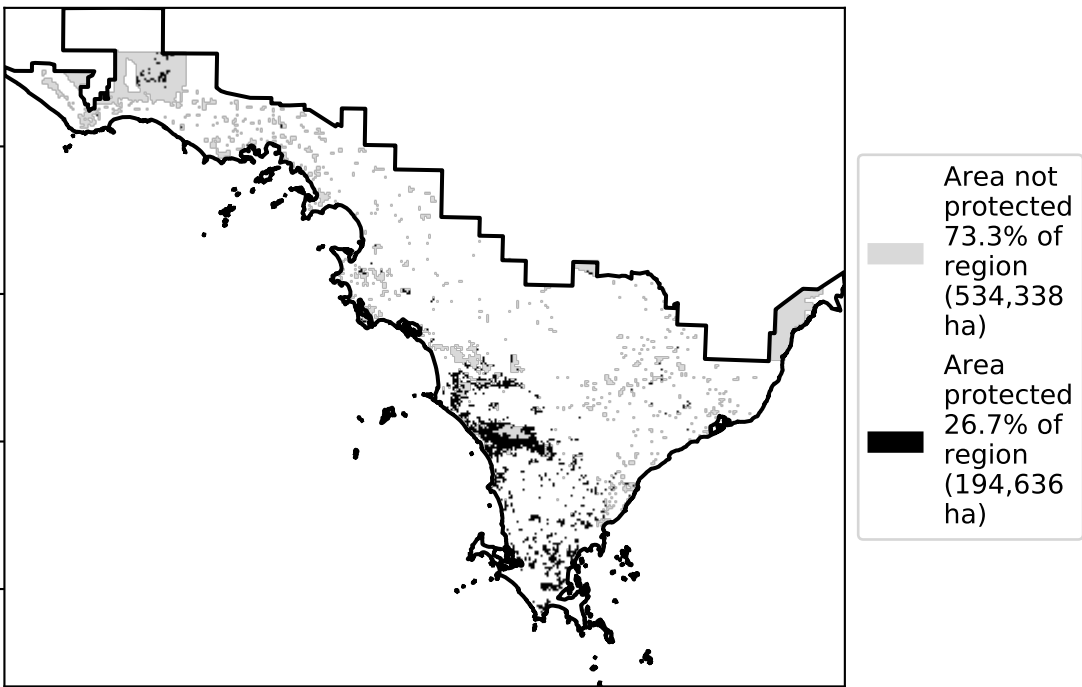 Area not
protected
73.3% of
region
(534,338
ha)
Area
protected
26.7% of
region
(194,636
ha)